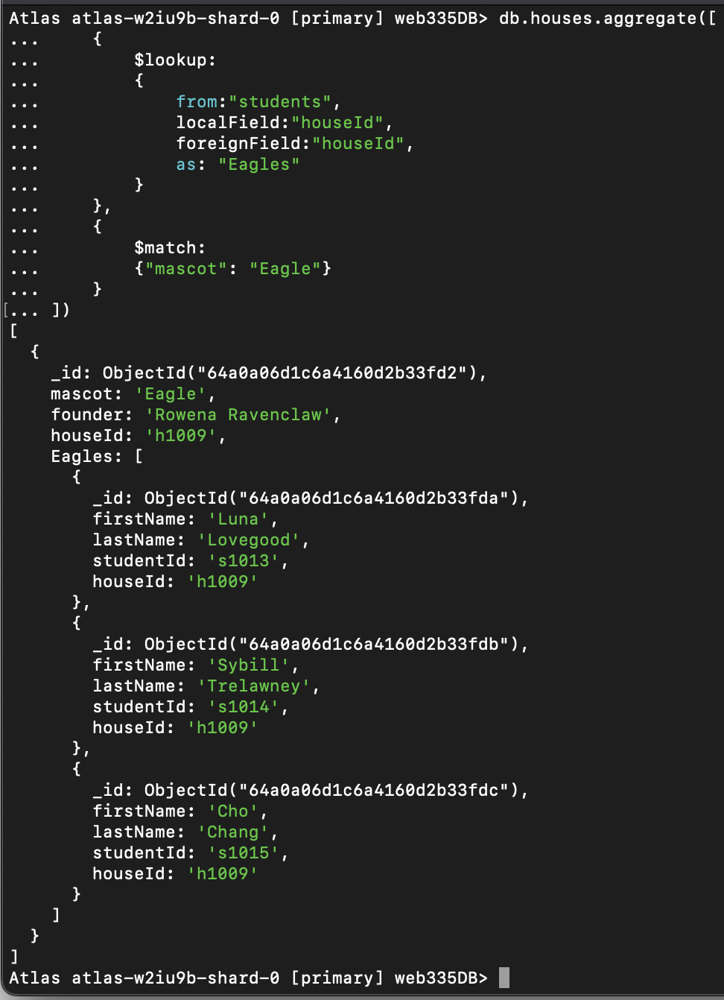 Atlas atlas-w2iu9b-shard-0 [primary] web335DB> db.houses.aggregate([
...     {
...         $lookup:
...         {
...             from:"students",
...             localField:"houseId",
...             foreignField:"houseId",
...             as: "Eagles"
...         }
...     },
...     {
...         $match:
...         {"mascot": "Eagle"}
...     }
[... ])
[
  {
    _id: ObjectId("64a0a06d1c6a4160d2b33fd2"),
    mascot: 'Eagle',
    founder: 'Rowena Ravenclaw',
    houseId: 'h1009',
    Eagles: [
      {
        _id: ObjectId("64a0a06d1c6a4160d2b33fda"),
        firstName: 'Luna',
        lastName: 'Lovegood',
        studentId: 's1013',
        houseId: 'h1009'
      },
      {
        _id: ObjectId("64a0a06d1c6a4160d2b33fdb"),
        firstName: 'Sybill',
        lastName: 'Trelawney',
        studentId: 's1014',
        houseId: 'h1009'
      },
      {
        _id: ObjectId("64a0a06d1c6a4160d2b33fdc"),
        firstName: 'Cho',
        lastName: 'Chang',
        studentId: 's1015',
        houseId: 'h1009'
      }
    ]
  }
]
Atlas atlas-w2iu9b-shard-0 [primary] web335DB>